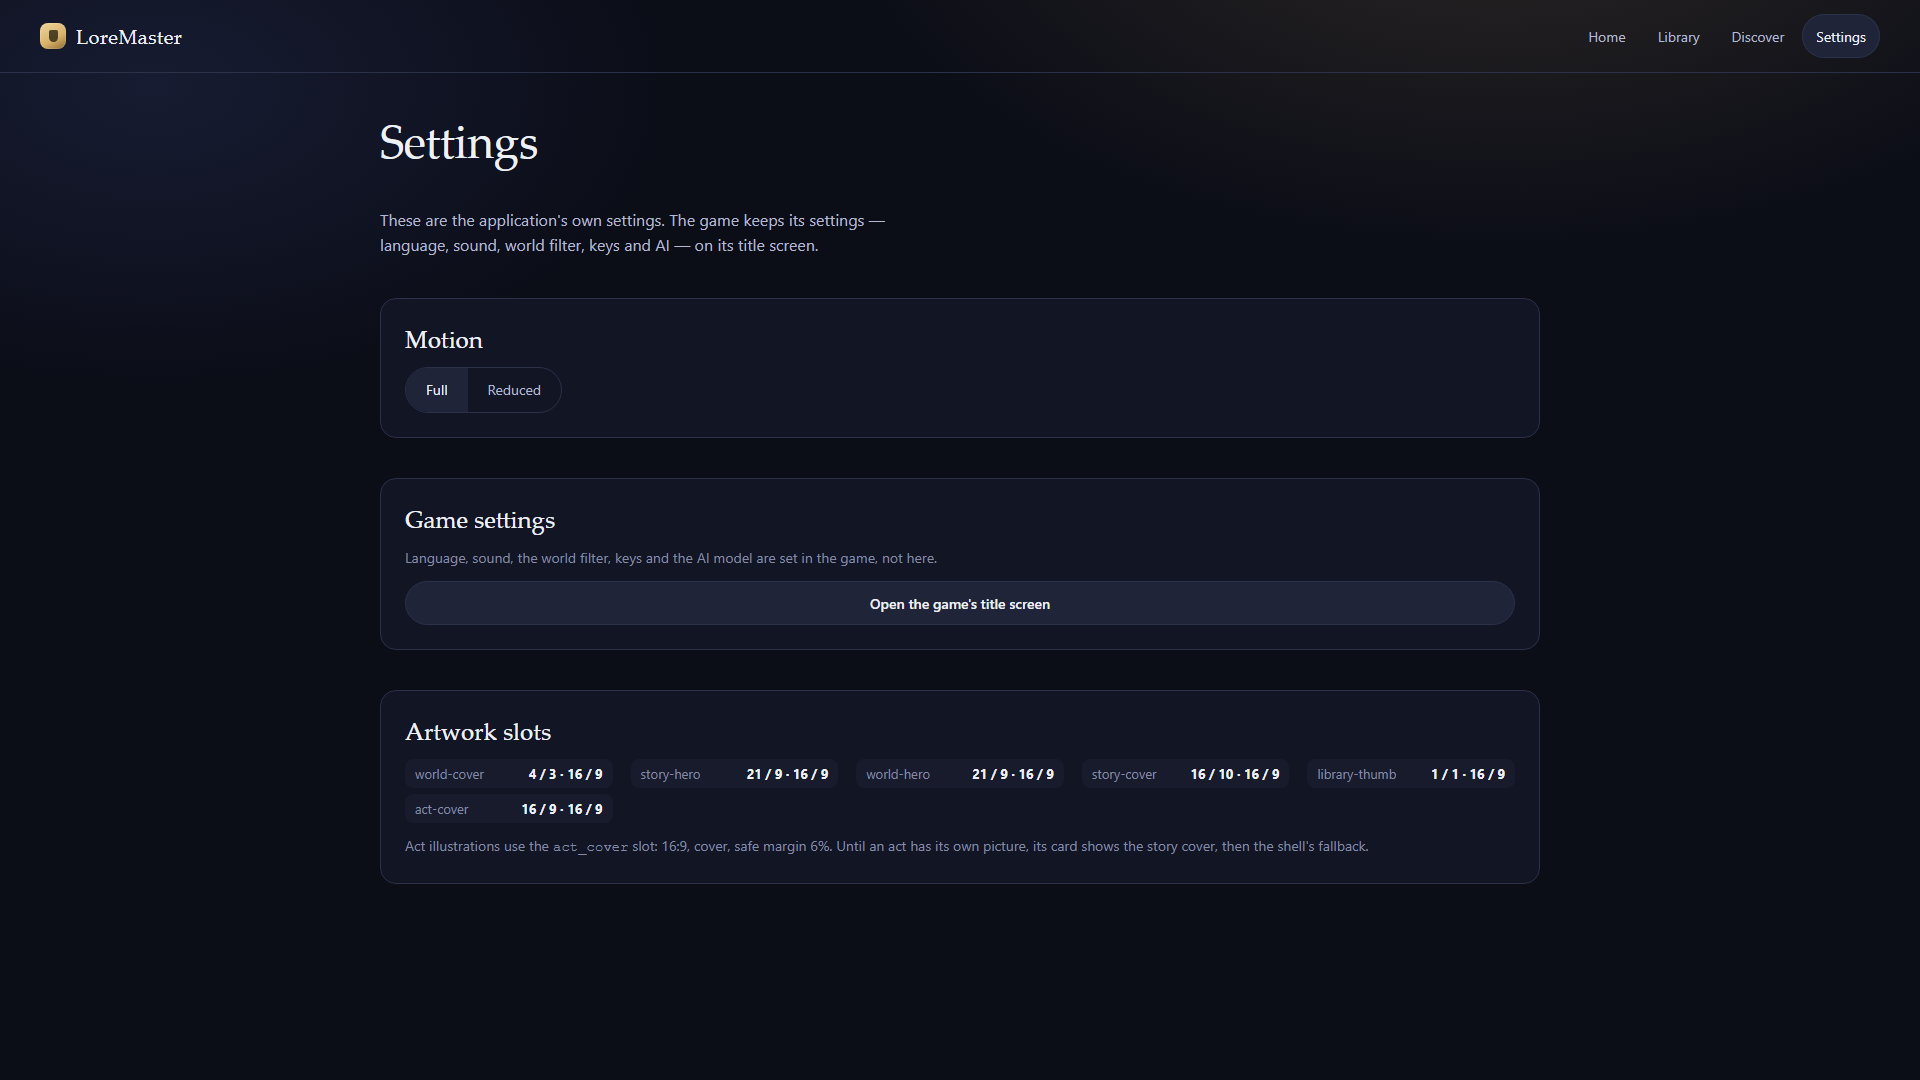 LoreMaster
Home
Library
Discover
Settings
Settings
These are the application's own settings. The game keeps its settings —
language, sound, world filter, keys and AI — on its title screen.
Motion
Full
Reduced
Game settings
Language, sound, the world filter, keys and the AI model are set in the game, not here.
Open the game's title screen
Artwork slots
world-cover 4 / 3 · 16 / 9
story-hero 21 / 9 · 16 / 9
world-hero 21 / 9 · 16 / 9
story-cover 16 / 10 · 16 / 9
library-thumb 1 / 1 · 16 / 9
act-cover 16 / 9 · 16 / 9
Act illustrations use the act_cover slot: 16:9, cover, safe margin 6%. Until an act has its own picture, its card shows the story cover, then the shell's fallback.